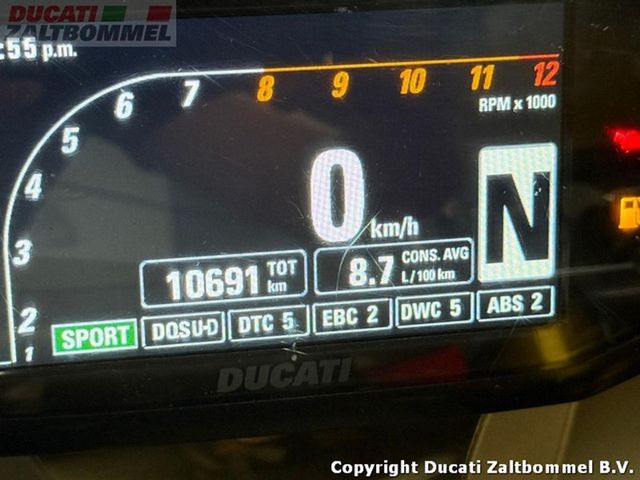 DUCATI
ZALTBOMMEL
:55 p.m.
1 2 3 4 5 6 7 8 9 10 11 12
RPM x 1000
0 km/h
N
10691 TOT km
8.7 CONS. AVG L/100 km
SPORT DQSU-D DTC 5 EBC 2 DWC 5 ABS 2
DUCATI
Copyright Ducati Zaltbommel B.V.